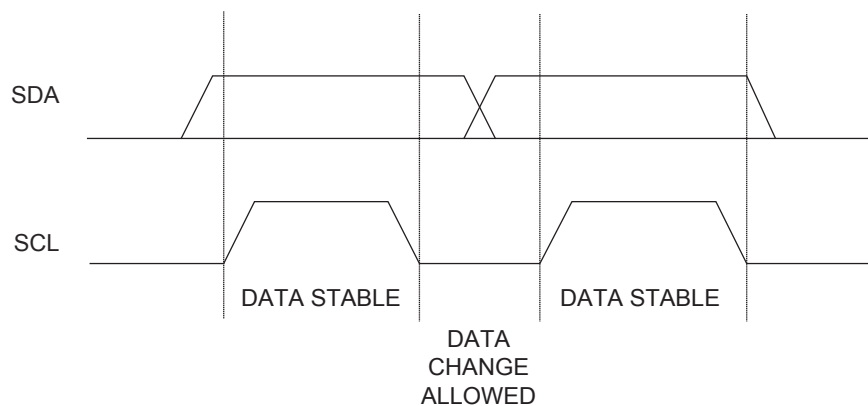 SDA
SCL
DATA STABLE
DATA STABLE
DATA
CHANGE
ALLOWED